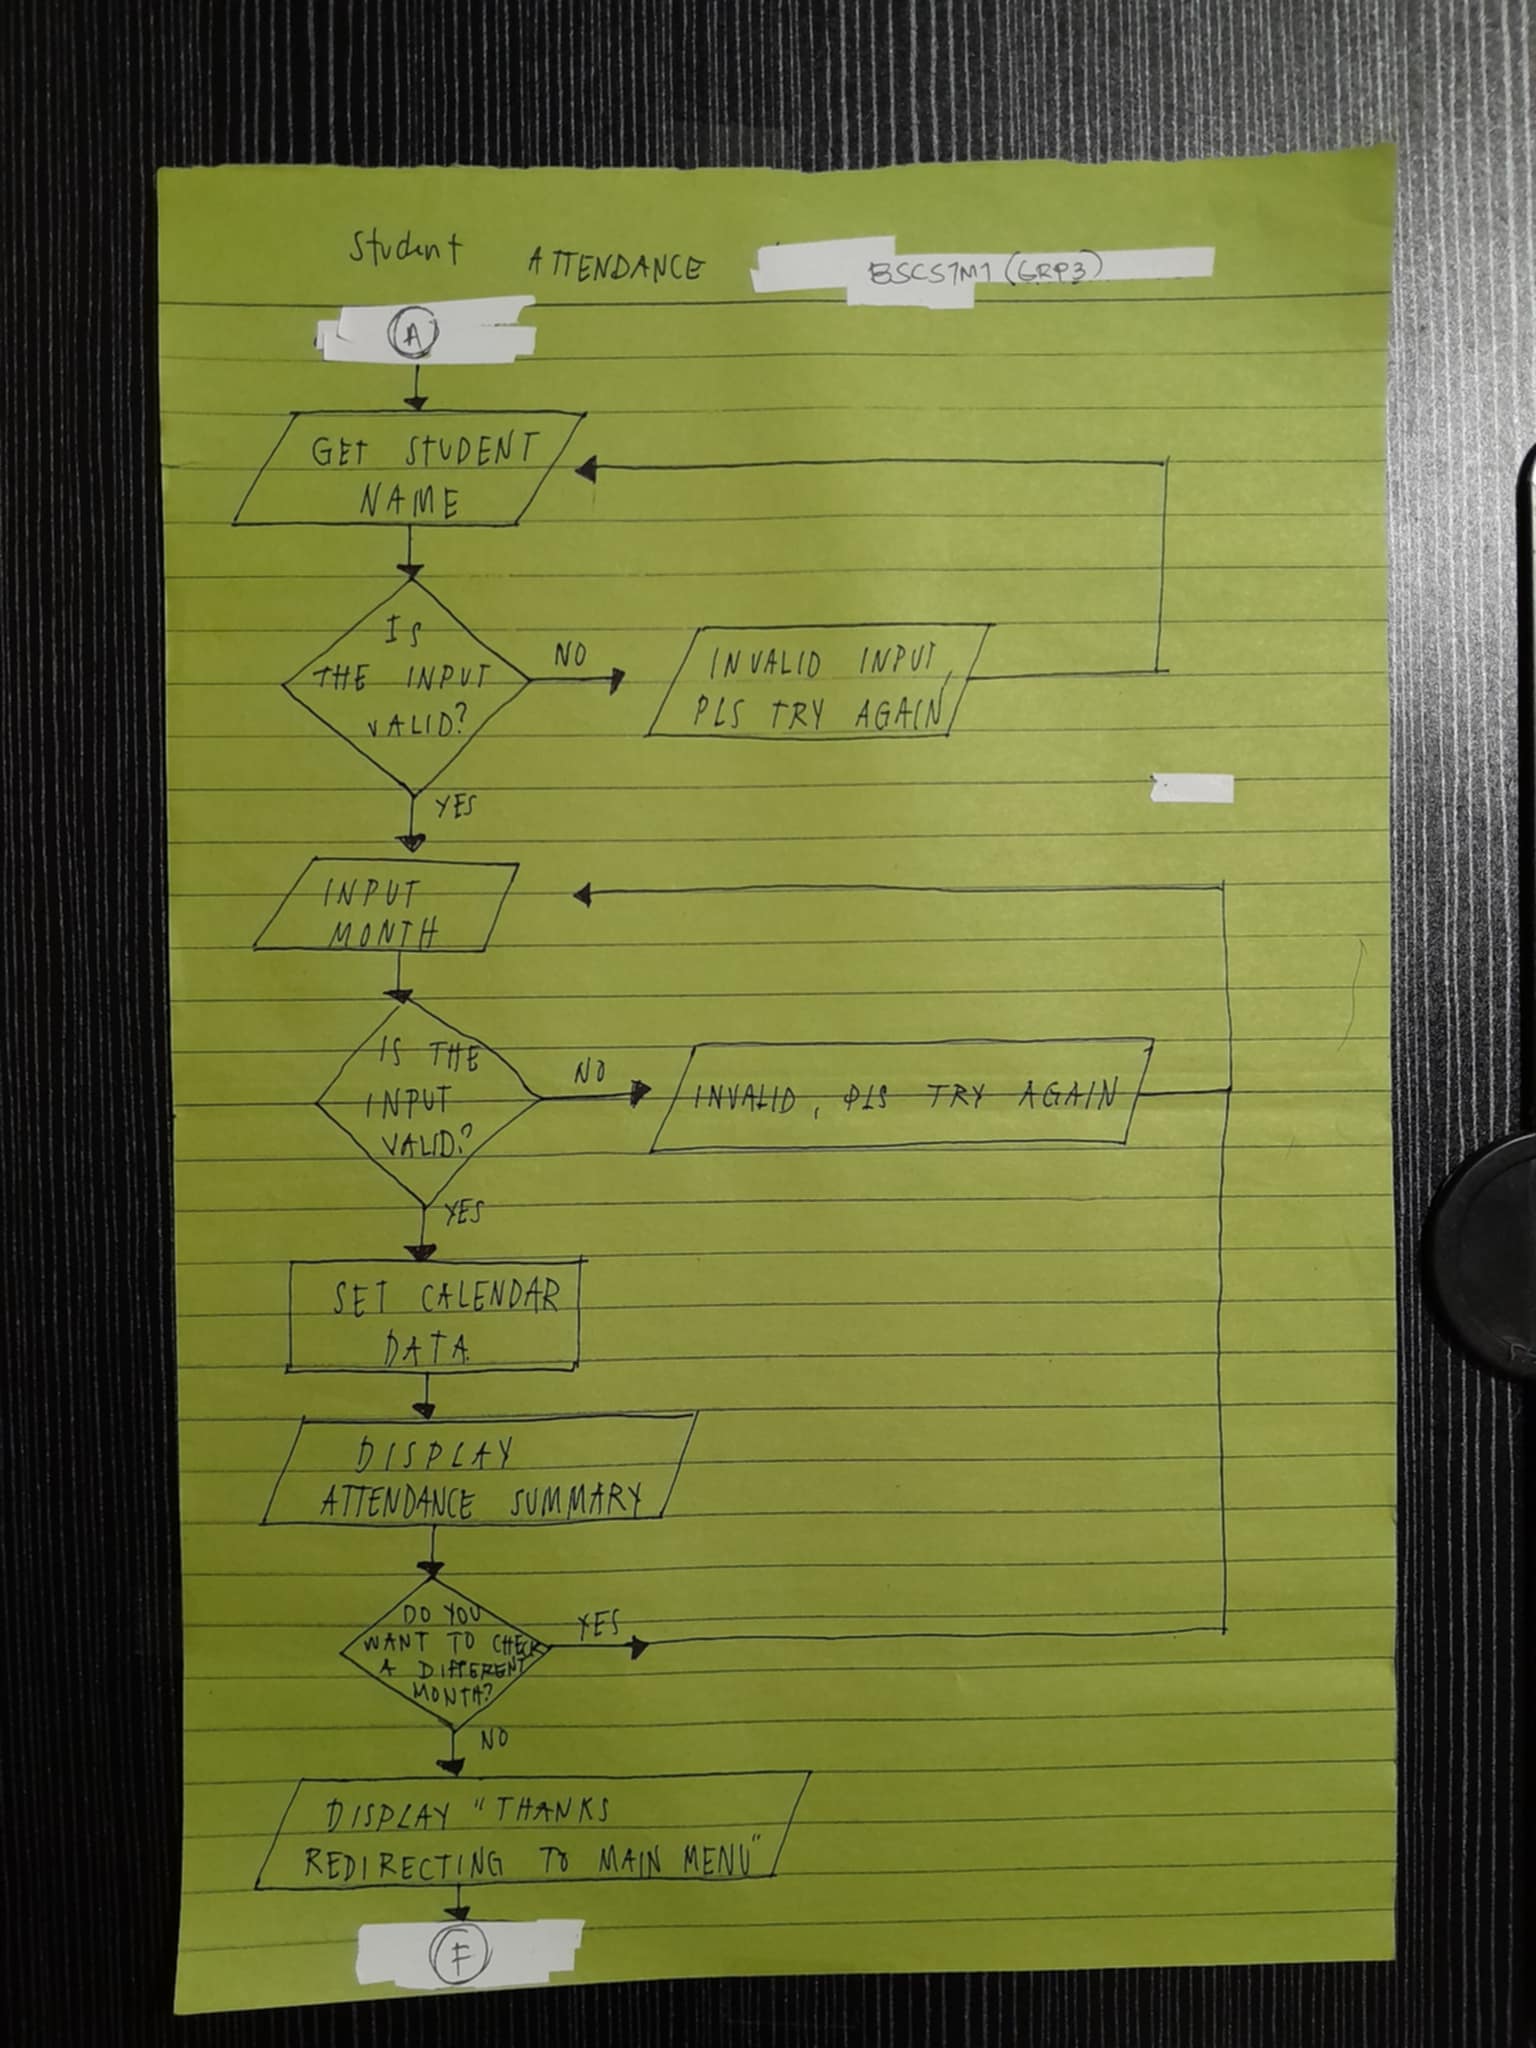 Student ATTENDANCE BSCS1M1 (GRP3)
A
GET STUDENT
NAME
IS
THE INPUT
VALID?
NO
INVALID INPUT,
PLS TRY AGAIN
YES
INPUT
MONTH
IS THE
INPUT
VALID?
NO
INVALID, PLS TRY AGAIN
YES
SET CALENDAR
DATA
DISPLAY
ATTENDANCE SUMMARY
DO YOU
WANT TO CHECK
A DIFFERENT
MONTH?
YES
NO
DISPLAY "THANKS
REDIRECTING TO MAIN MENU"
F